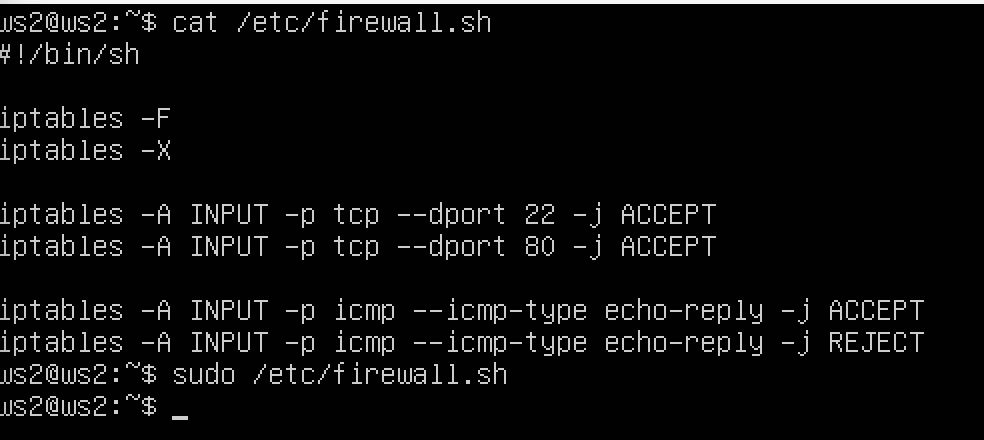 ws2@ws2:~$ cat /etc/firewall.sh
#!/bin/sh
iptables -F
iptables -X
iptables -A INPUT -p tcp --dport 22 -j ACCEPT
iptables -A INPUT -p tcp --dport 80 -j ACCEPT
iptables -A INPUT -p icmp --icmp-type echo-reply -j ACCEPT
iptables -A INPUT -p icmp --icmp-type echo-reply -j REJECT
ws2@ws2:~$ sudo /etc/firewall.sh
ws2@ws2:~$ _